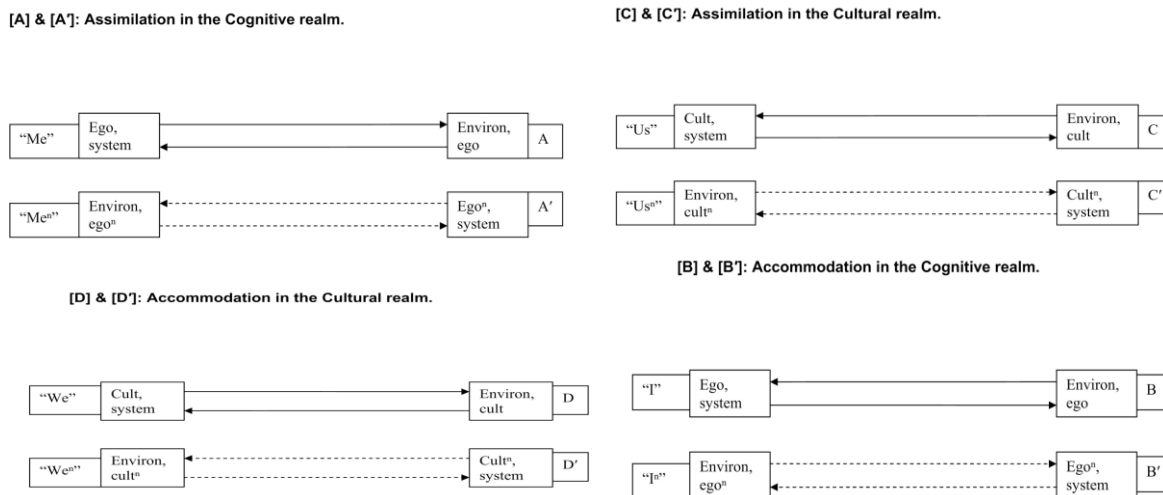 [A] & [A′]: Assimilation in the Cognitive realm.
“Me”
Ego,
system
Environ,
ego
A
“Meⁿ”
Environ,
egoⁿ
Egoⁿ,
system
A′
[C] & [C′]: Assimilation in the Cultural realm.
“Us”
Cult,
system
Environ,
cult
C
“Usⁿ”
Environ,
cultⁿ
Cultⁿ,
system
C′
[D] & [D′]: Accommodation in the Cultural realm.
“We”
Cult,
system
Environ,
cult
D
“Weⁿ”
Environ,
cultⁿ
Cultⁿ,
system
D′
[B] & [B′]: Accommodation in the Cognitive realm.
“I”
Ego,
system
Environ,
ego
B
“Iⁿ”
Environ,
egoⁿ
Egoⁿ,
system
B′